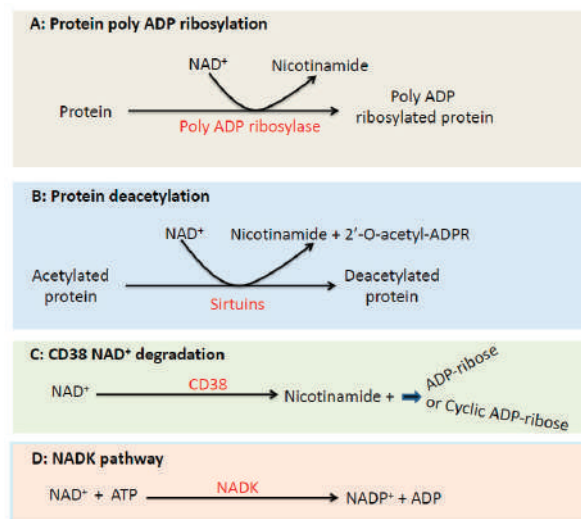 A: Protein poly ADP ribosylation
NAD⁺ Nicotinamide
Protein Poly ADP ribosylase Poly ADP
ribosylated protein
B: Protein deacetylation
NAD⁺ Nicotinamide + 2′-O-acetyl-ADPR
Acetylated Deacetylated
protein Sirtuins protein
C: CD38 NAD⁺ degradation
NAD⁺ CD38 Nicotinamide + ADP-ribose
or Cyclic ADP-ribose
D: NADK pathway
NAD⁺ + ATP NADK NADP⁺ + ADP